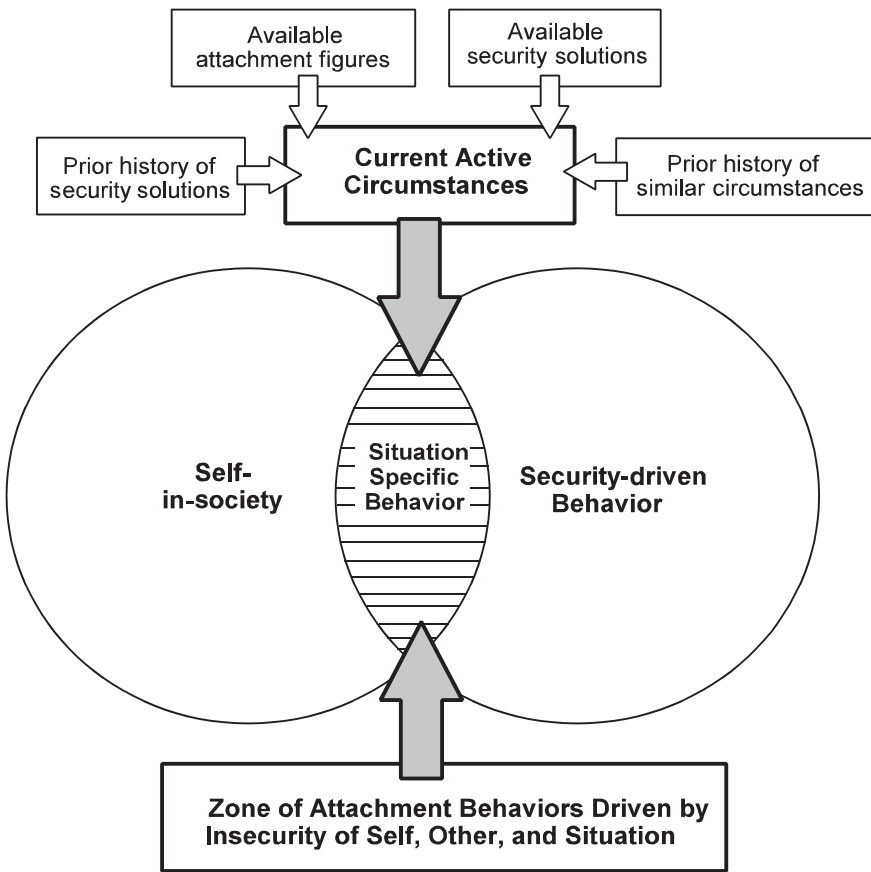 Available
attachment figures
Available
security solutions
Prior history of
security solutions
Current Active
Circumstances
Prior history of
similar circumstances
Self-
in-society
Situation
Specific
Behavior
Security-driven
Behavior
Zone of Attachment Behaviors Driven by
Insecurity of Self, Other, and Situation